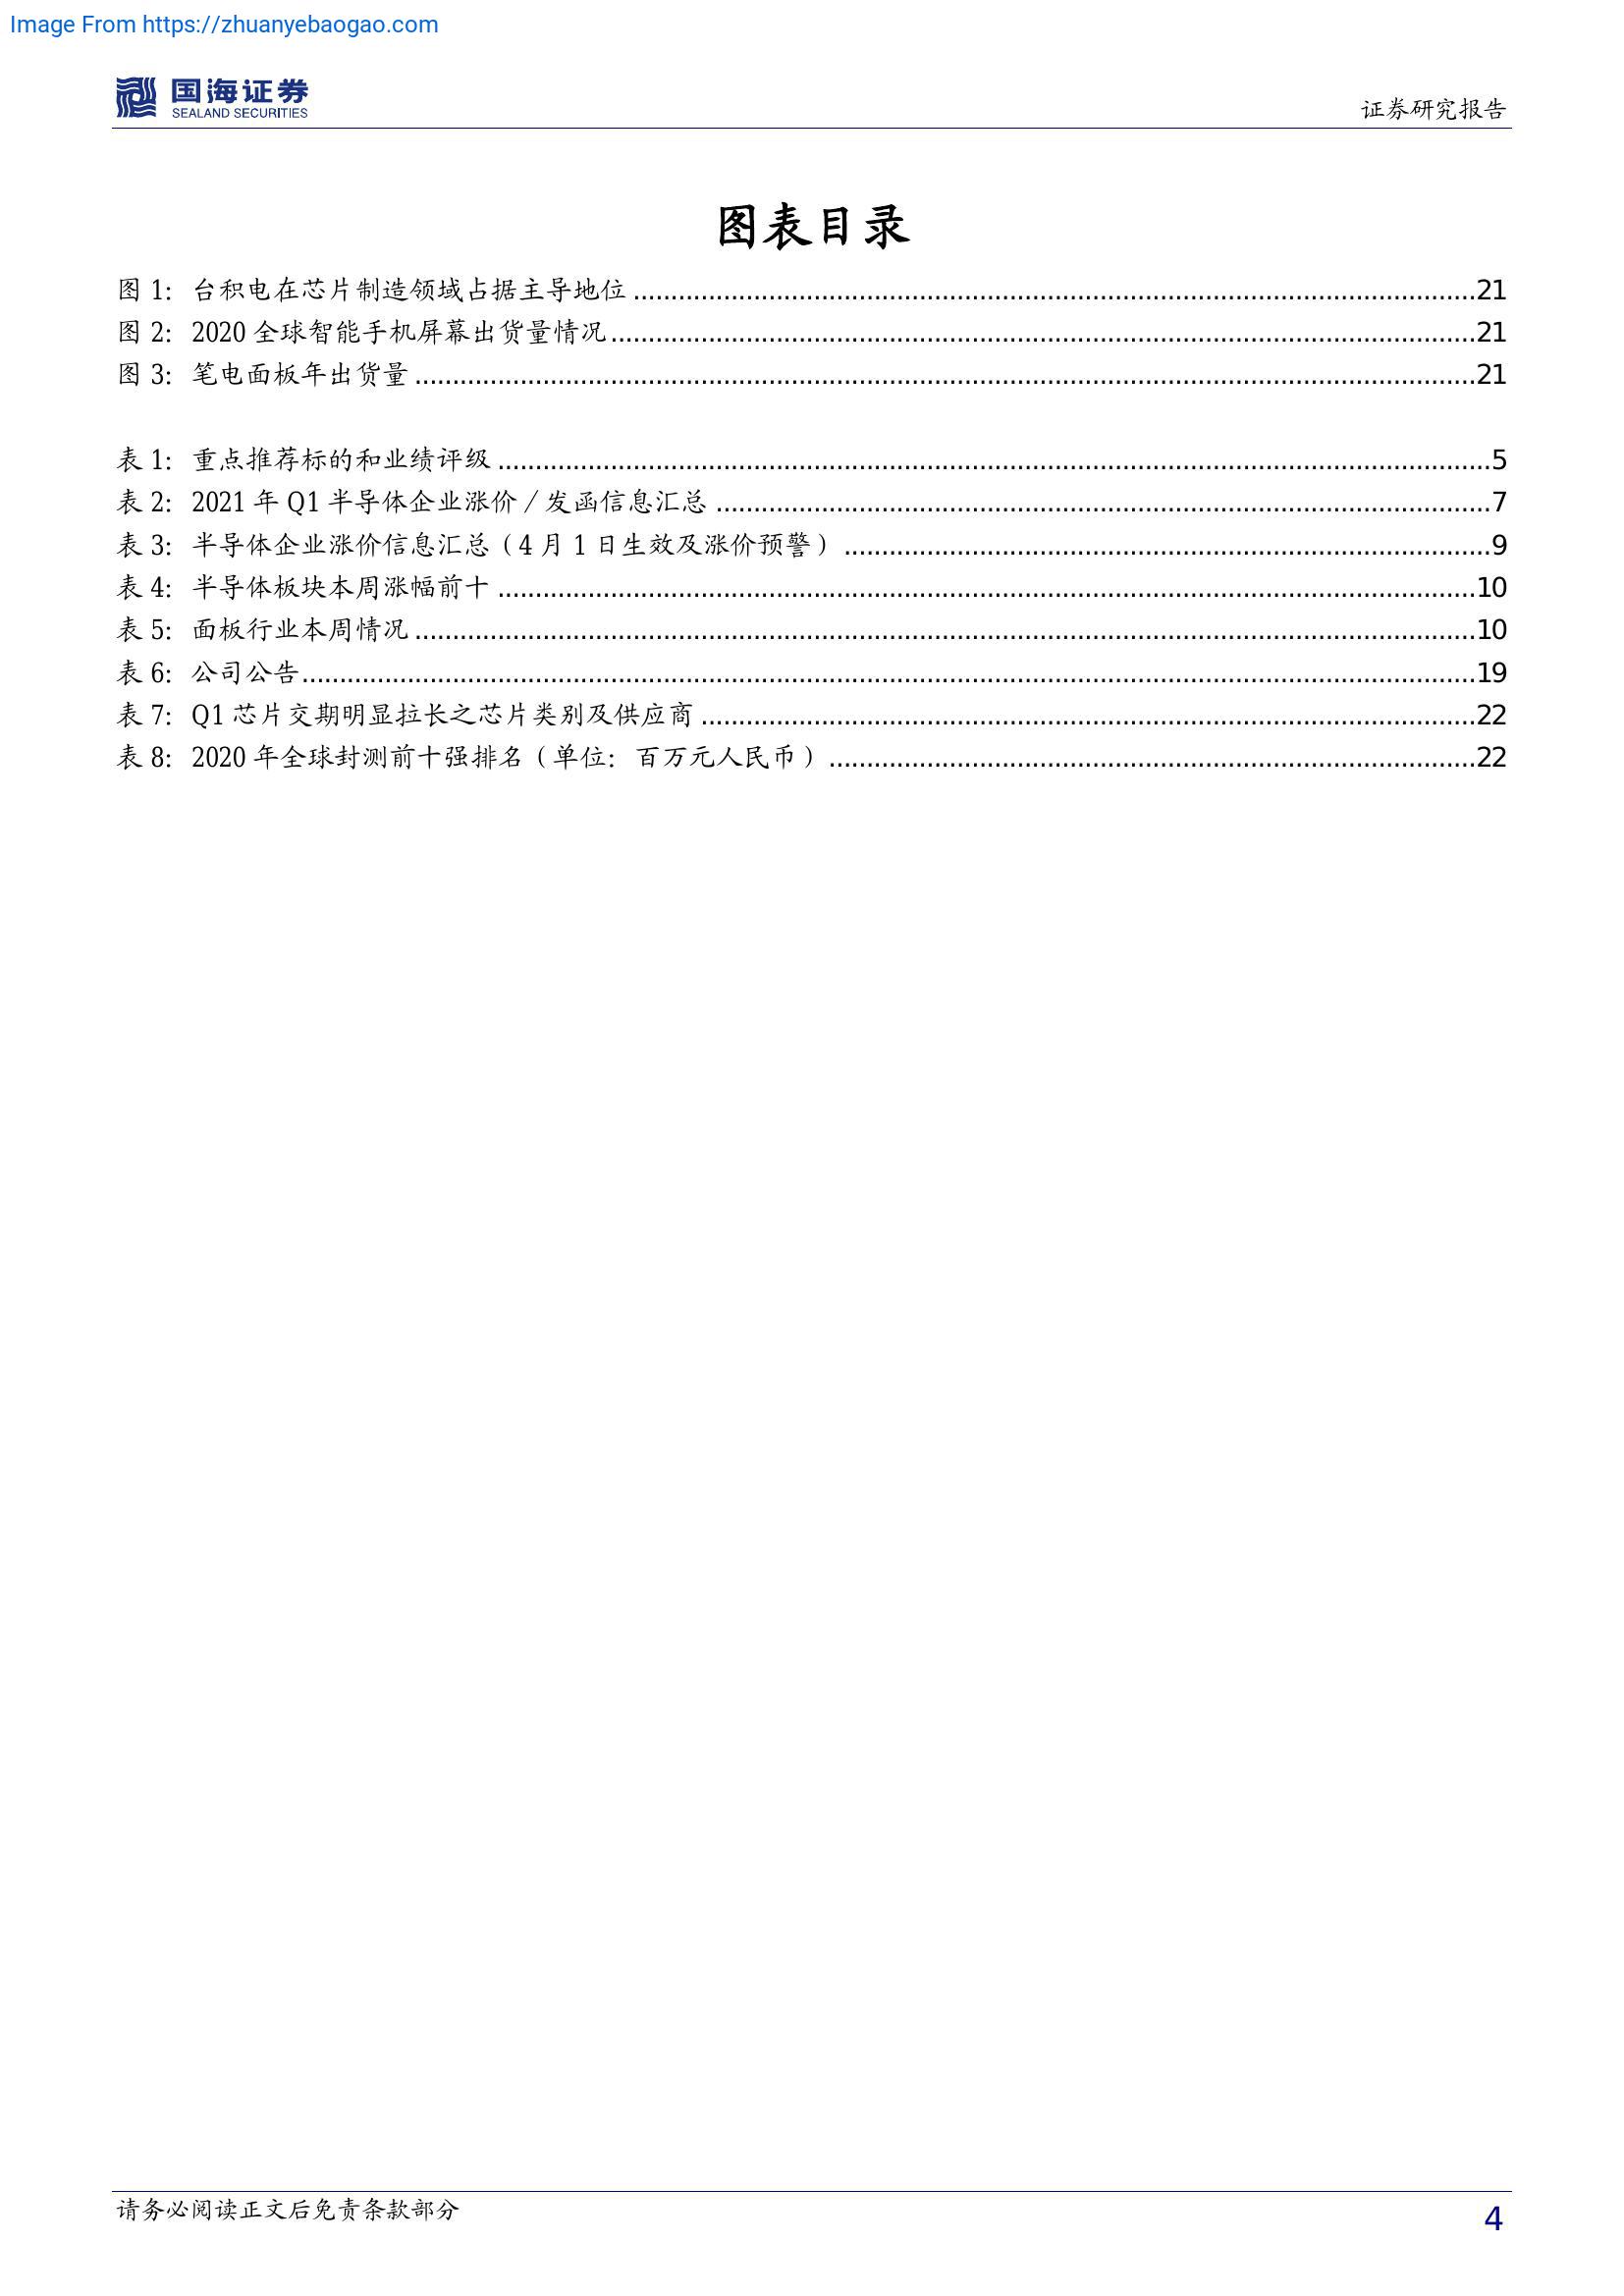 Image From https://zhuanyebaogao.com
国海证券
SEALAND SECURITIES
证券研究报告
图表目录
图 1: 台积电在芯片制造领域占据主导地位........21
图 2: 2020 全球智能手机屏幕出货量情况........21
图 3: 笔电面板年出货量........21
表 1: 重点推荐标的和业绩评级........5
表 2: 2021 年 Q1 半导体企业涨价／发函信息汇总........7
表 3: 半导体企业涨价信息汇总（4 月 1 日生效及涨价预警）........9
表 4: 半导体板块本周涨幅前十........10
表 5: 面板行业本周情况........10
表 6: 公司公告........19
表 7: Q1 芯片交期明显拉长之芯片类别及供应商........22
表 8: 2020 年全球封测前十强排名（单位：百万元人民币）........22
请务必阅读正文后免责条款部分
4